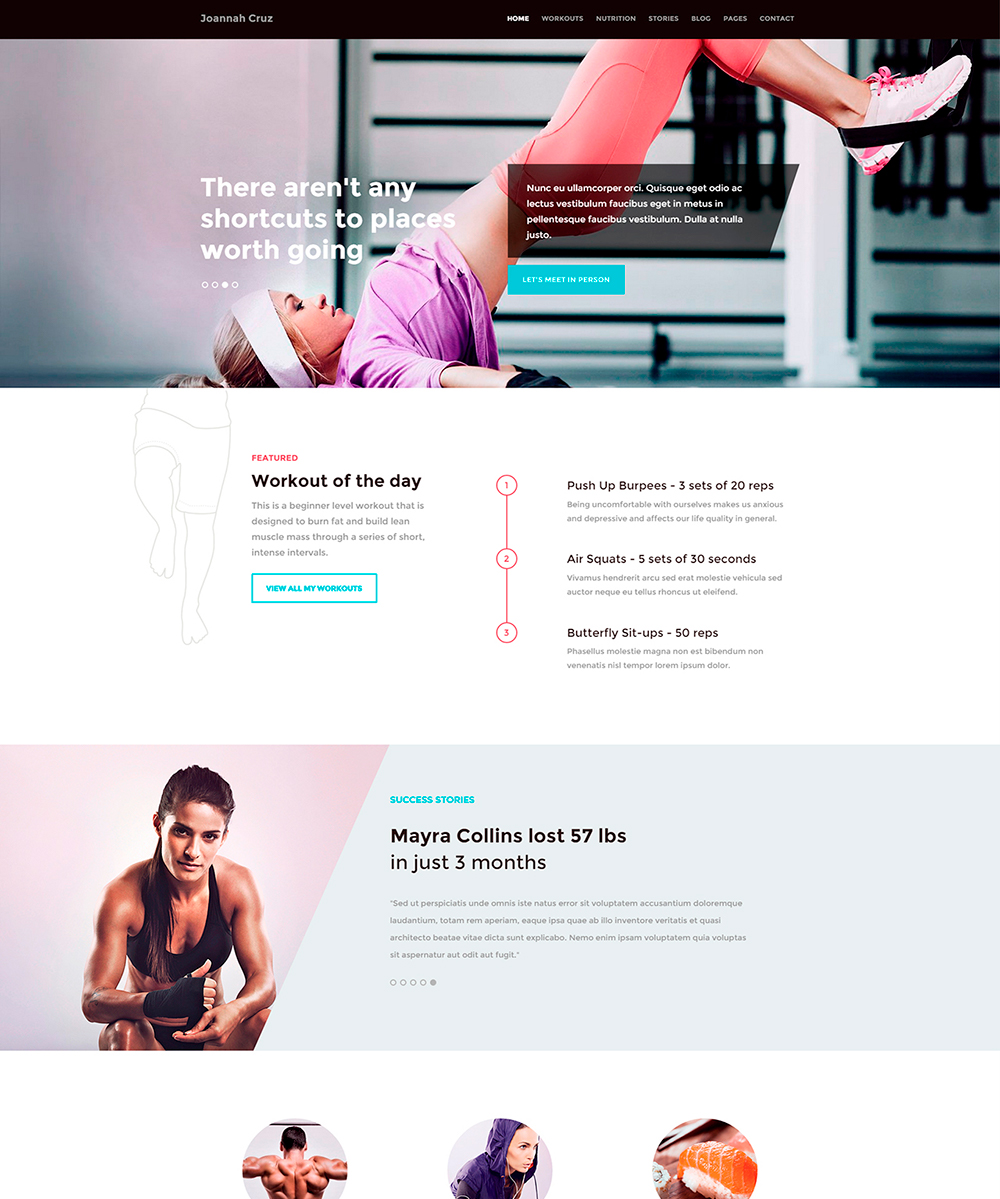 Joannah Cruz
HOME WORKOUTS NUTRITION STORIES BLOG PAGES CONTACT
There aren't any
shortcuts to places
worth going
Nunc eu ullamcorper orci. Quisque eget odio ac
lectus vestibulum faucibus eget in metus in
pellentesque faucibus vestibulum. Dulla at nulla
justo.
LET'S MEET IN PERSON
FEATURED
Workout of the day
This is a beginner level workout that is
designed to burn fat and build lean
muscle mass through a series of short,
intense intervals.
VIEW ALL MY WORKOUTS
1
Push Up Burpees - 3 sets of 20 reps
Being uncomfortable with ourselves makes us anxious
and depressive and affects our life quality in general.
2
Air Squats - 5 sets of 30 seconds
Vivamus hendrerit arcu sed erat molestie vehicula sed
auctor neque eu tellus rhoncus ut eleifend.
3
Butterfly Sit-ups - 50 reps
Phasellus molestie magna non est bibendum non
venenatis nisl tempor lorem ipsum dolor.
SUCCESS STORIES
Mayra Collins lost 57 lbs
in just 3 months
"Sed ut perspiciatis unde omnis iste natus error sit voluptatem accusantium doloremque
laudantium, totam rem aperiam, eaque ipsa quae ab illo inventore veritatis et quasi
architecto beatae vitae dicta sunt explicabo. Nemo enim ipsam voluptatem quia voluptas
sit aspernatur aut odit aut fugit."